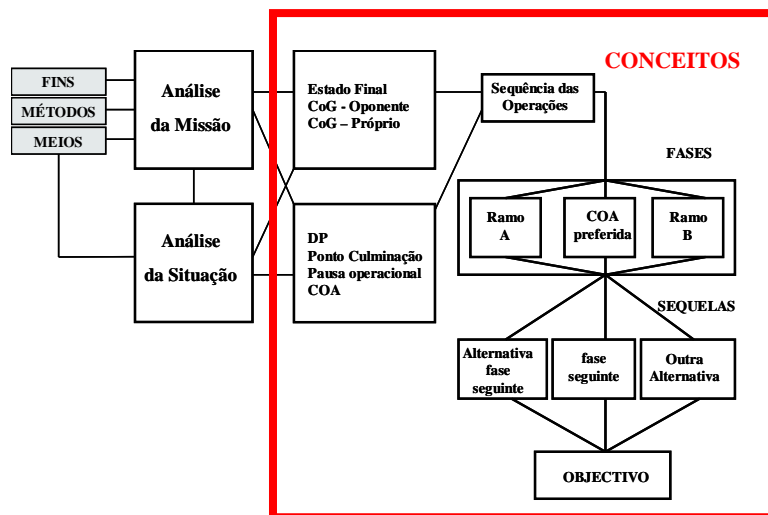 CONCEITOS
FINS
MÉTODOS
MEIOS
Análise
da Missão
Análise
da Situação
Estado Final
CoG - Oponente
CoG – Próprio
DP
Ponto Culminação
Pausa operacional
COA
Sequência das
Operações
FASES
Ramo
A
COA
preferida
Ramo
B
SEQUELAS
Alternativa
fase
seguinte
fase
seguinte
Outra
Alternativa
OBJECTIVO